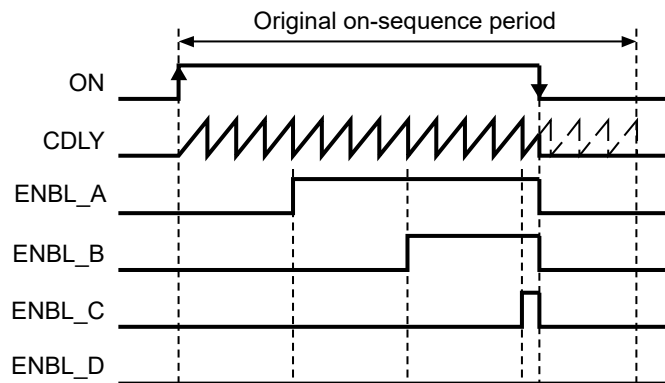 Original on-sequence period
ON
CDLY
ENBL_A
ENBL_B
ENBL_C
ENBL_D